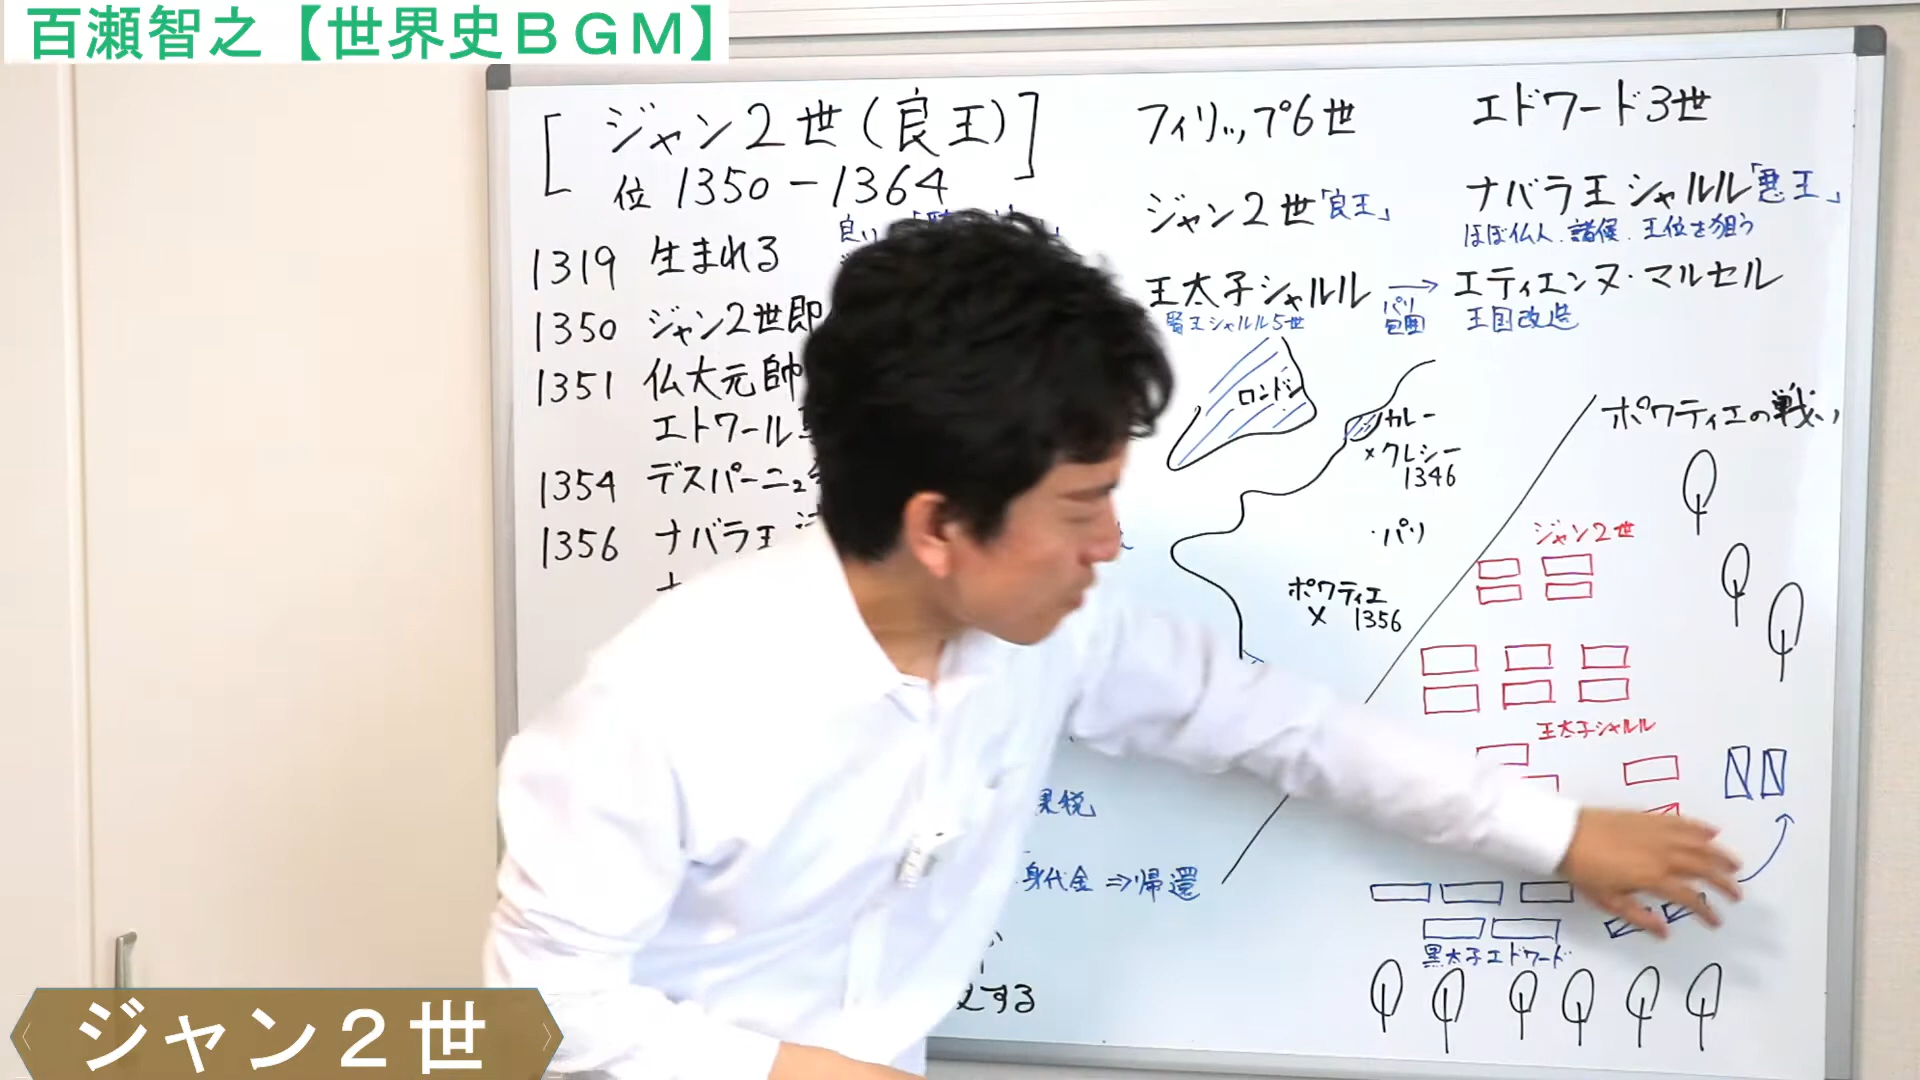 百瀬智之【世界史BGM】
[ジャン2世(良王)]
位 1350-1364
1319 生まれる
1350 ジャン2世即
1351 仏大元帥
エトワール
1354 デスパーニュ
1356 ナバラ王
フィリップ6世
エドワード3世
ジャン2世「良王」
ナバラ王シャルル「悪王」
ほぼ仏人.諸侯.王位を狙う
王太子シャルル → エティエンヌ・マルセル
賢王シャルル5世
パリ
包囲
王国改造
ロンドン
カレー
×クレシー
1346
・パリ
ポワティエ
× 1356
ポワティエの戦い
ジャン2世
王太子シャルル
黒太子エドワード
課税
身代金⇒帰還
する
ジャン2世